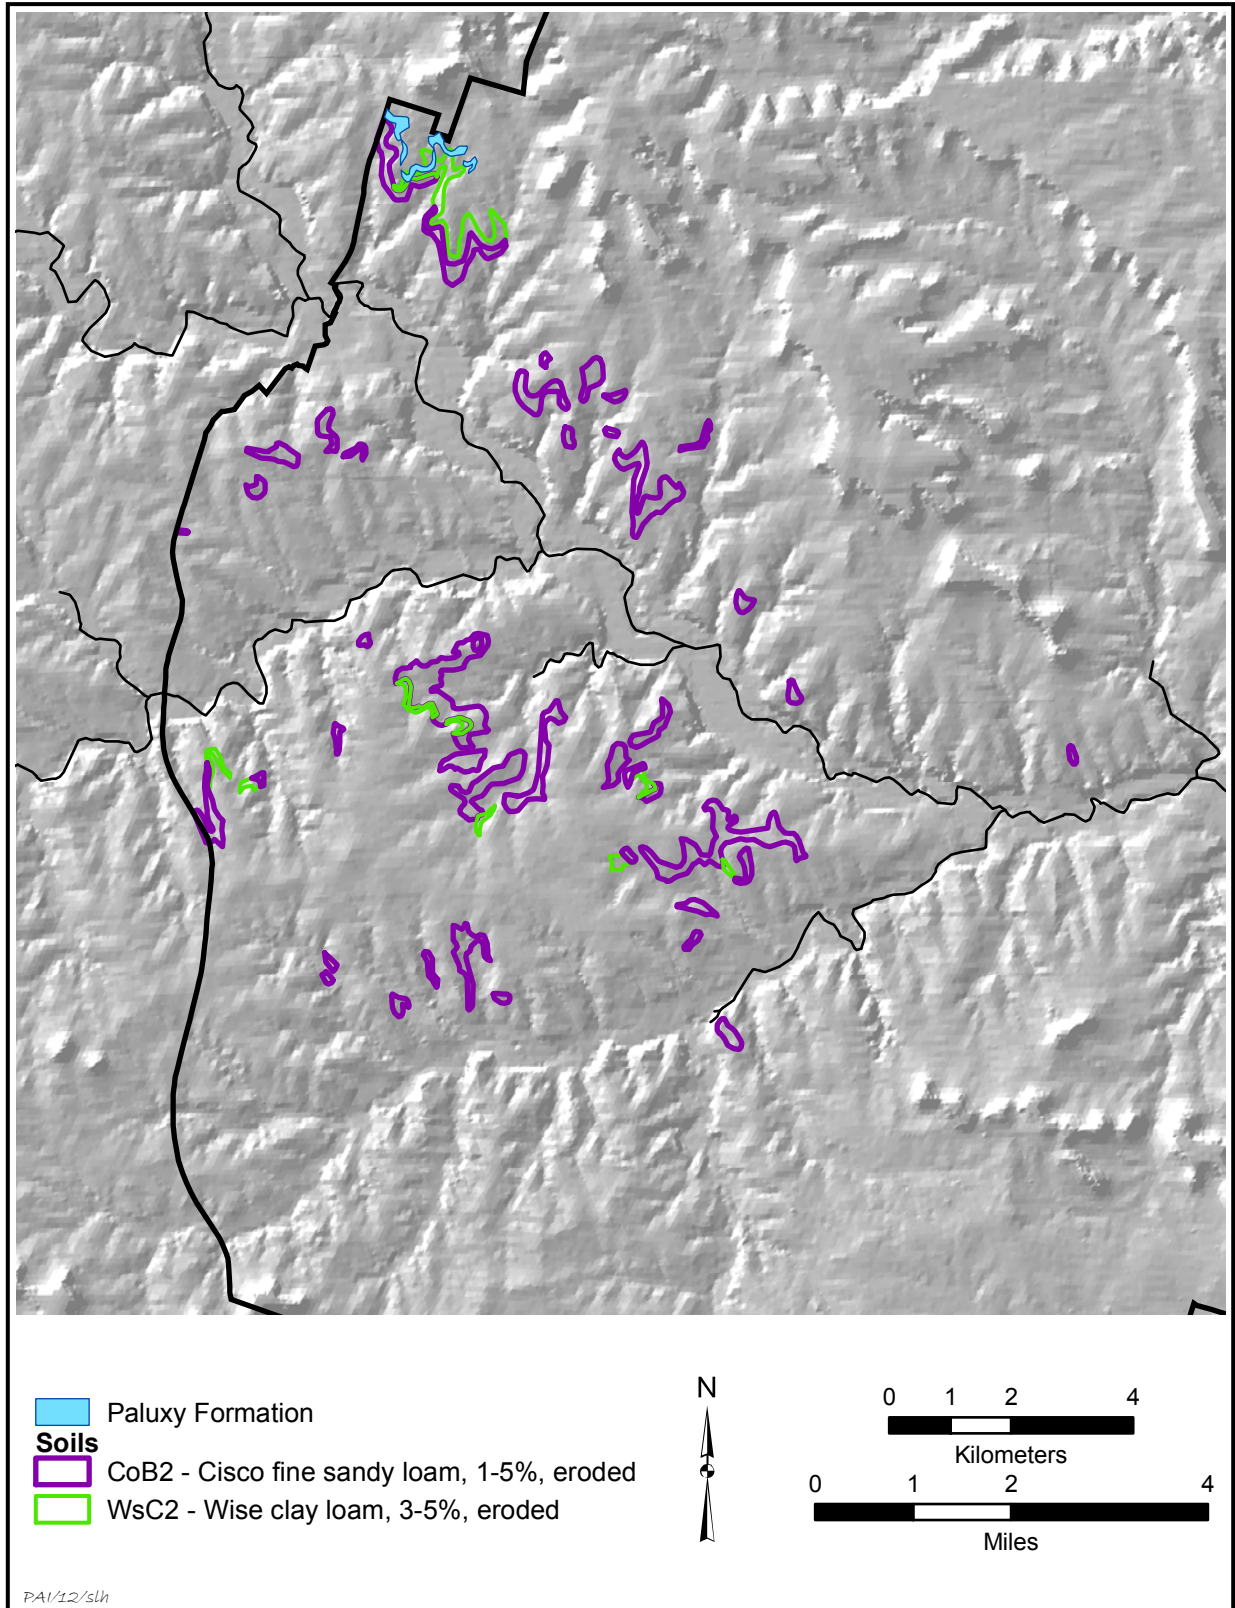 Paluxy Formation
Soils
CoB2 - Cisco fine sandy loam, 1-5%, eroded
WsC2 - Wise clay loam, 3-5%, eroded
N
0 1 2 4
Kilometers
0 1 2 4
Miles
PAI/12/slh